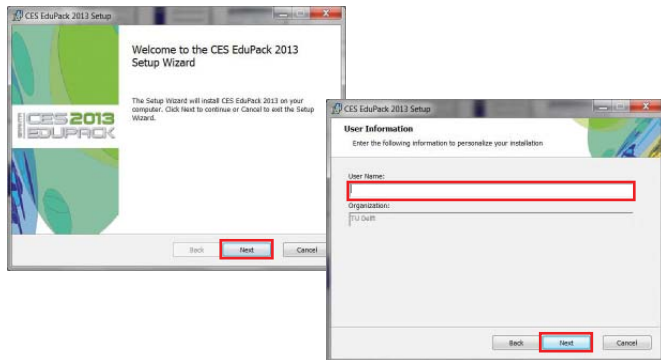 CES EduPack 2013 Setup
Welcome to the CES EduPack 2013
Setup Wizard
The Setup Wizard will install CES EduPack 2013 on your
computer. Click Next to continue or Cancel to exit the Setup
Wizard.
CES 2013
EDUPACK
Back
Next
Cancel
CES EduPack 2013 Setup
User Information
Enter the following information to personalize your installation
User Name:
Organization:
TU Delft
Back
Next
Cancel